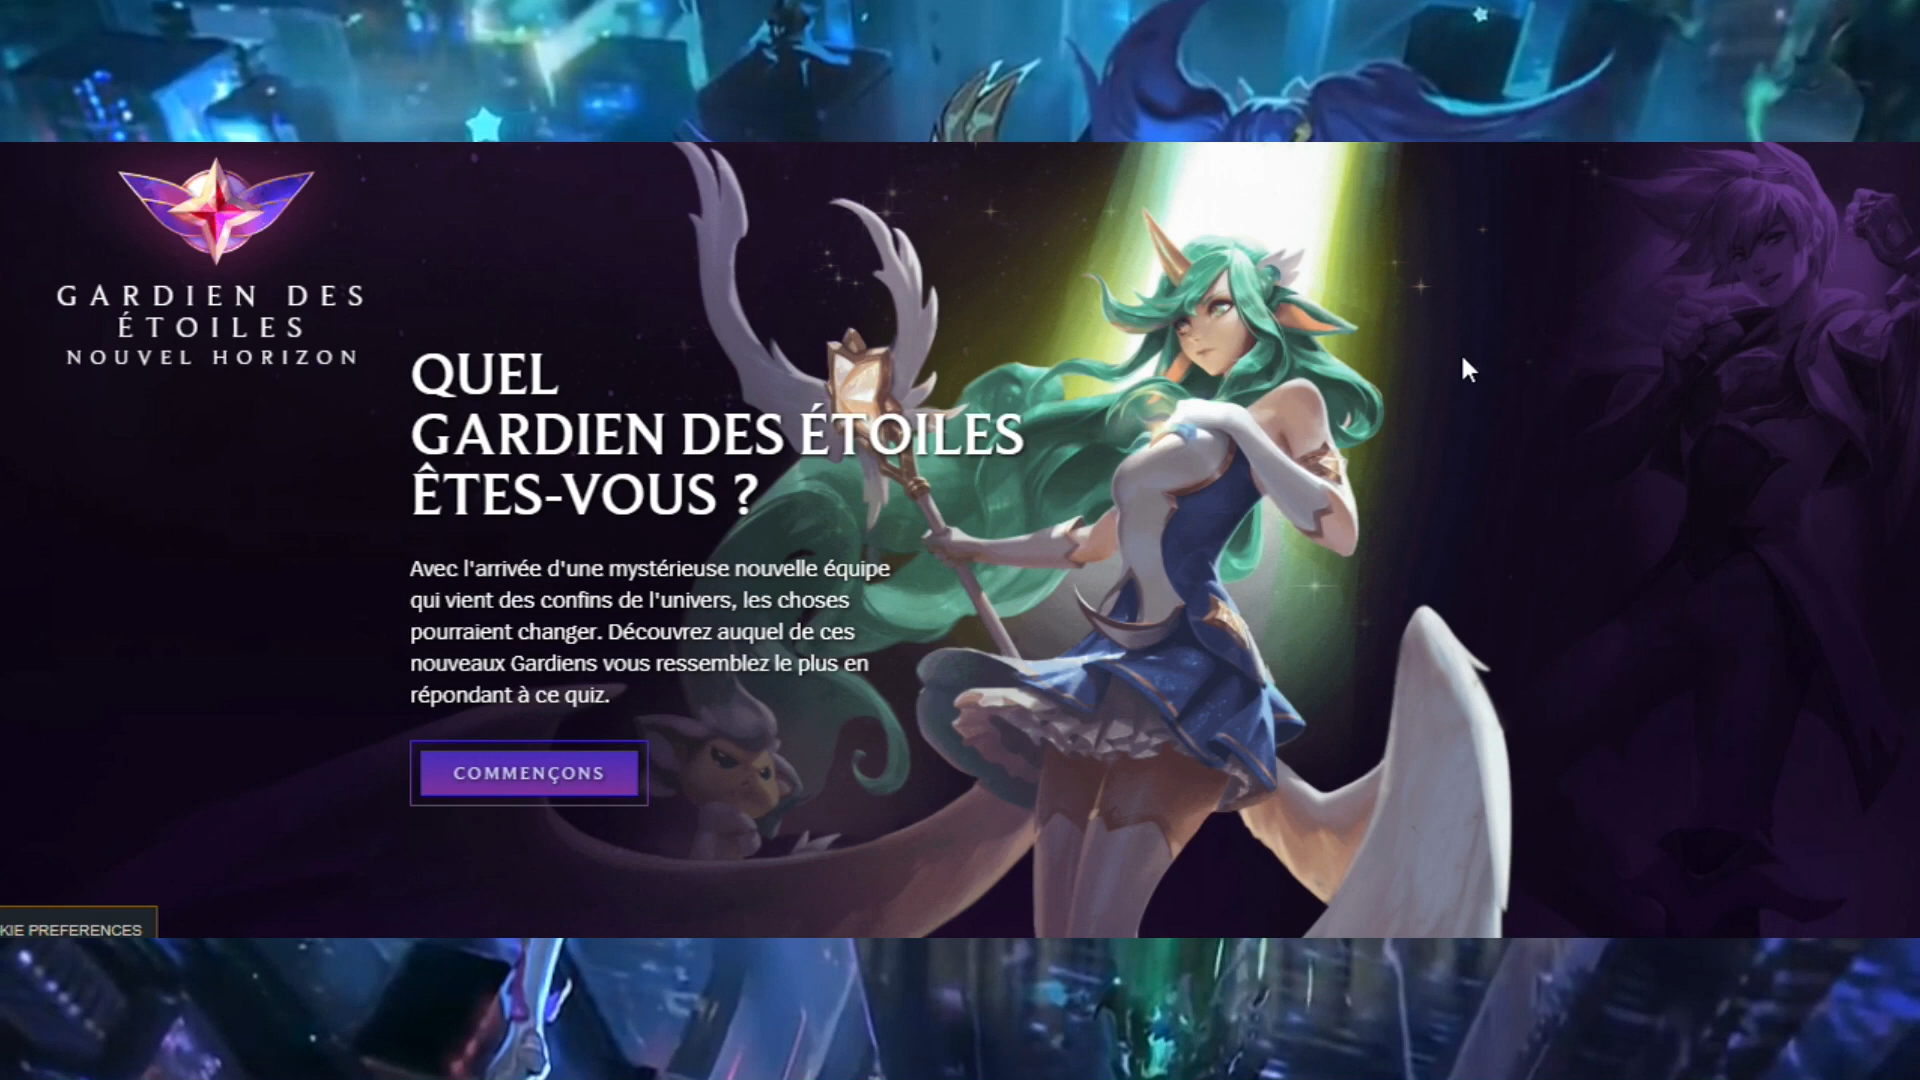 GARDIEN DES
ÉTOILES
NOUVEL HORIZON
QUEL
GARDIEN DES ÉTOILES
ÊTES-VOUS ?
Avec l'arrivée d'une mystérieuse nouvelle équipe
qui vient des confins de l'univers, les choses
pourraient changer. Découvrez auquel de ces
nouveaux Gardiens vous ressemblez le plus en
répondant à ce quiz.
COMMENÇONS
KIE PREFERENCES